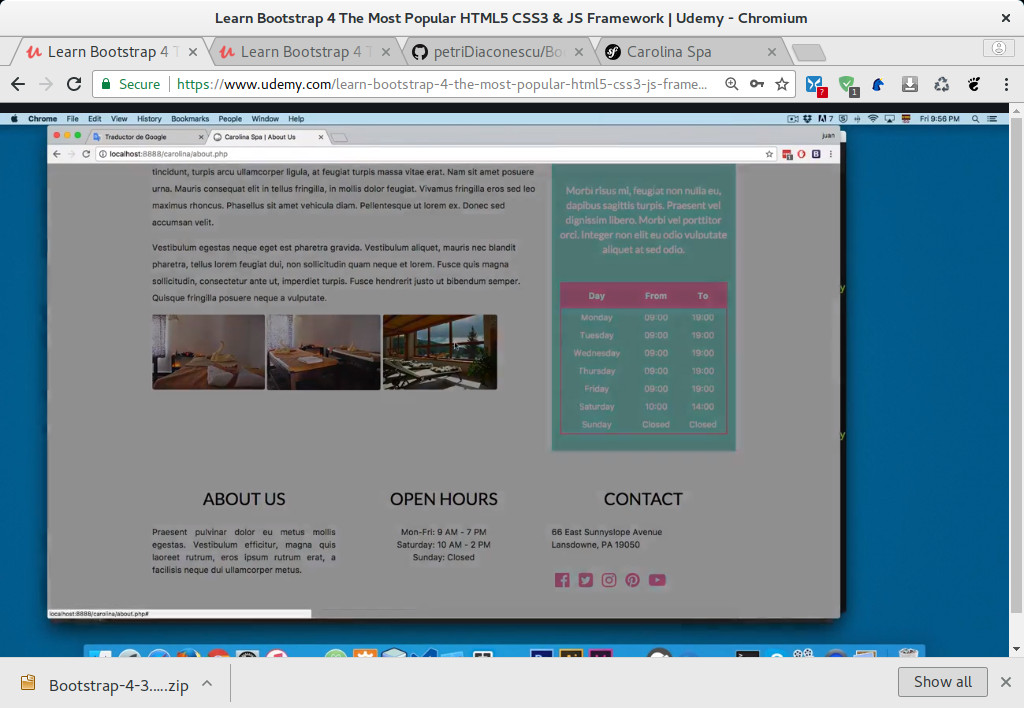 Learn Bootstrap 4 The Most Popular HTML5 CSS3 & JS Framework | Udemy - Chromium
Learn Bootstrap 4 T
Learn Bootstrap 4 T
petriDiaconescu/Boo
Carolina Spa
Secure
https://www.udemy.com/learn-bootstrap-4-the-most-popular-html5-css3-js-frame...
?
1
Chrome File Edit View History Bookmarks People Window Help
7
Fri 9:56 PM
Traductor de Google
Carolina Spa | About Us
juan
localhost:8888/carolina/about.php
tincidunt, turpis arcu ullamcorper ligula, at feugiat turpis massa vitae erat. Nam sit amet posuere
urna. Mauris consequat elit in tellus fringilla, in mollis dolor feugiat. Vivamus fringilla eros sed leo
maximus rhoncus. Phasellus sit amet vehicula diam. Pellentesque ut lorem ex. Donec sed
accumsan velit.
Vestibulum egestas neque eget est pharetra gravida. Vestibulum aliquet, mauris nec blandit
pharetra, tellus lorem feugiat dui, non sollicitudin quam neque et lorem. Fusce quis magna
sollicitudin, consectetur ante ut, imperdiet turpis. Fusce hendrerit justo ut bibendum semper.
Quisque fringilla posuere neque a vulputate.
Morbi risus mi, feugiat non nulla eu,
dapibus sagittis turpis. Praesent vel
dignissim libero. Morbi vel porttitor
orci. Integer non elit eu odio vulputate
aliquet at sed odio.
Day From To
Monday 09:00 19:00
Tuesday 09:00 19:00
Wednesday 09:00 19:00
Thursday 09:00 19:00
Friday 09:00 19:00
Saturday 10:00 14:00
Sunday Closed Closed
ABOUT US
Praesent pulvinar dolor eu metus mollis
egestas. Vestibulum efficitur, magna quis
laoreet rutrum, eros ipsum rutrum erat, a
facilisis neque dui ullamcorper metus.
OPEN HOURS
Mon-Fri: 9 AM - 7 PM
Saturday: 10 AM - 2 PM
Sunday: Closed
CONTACT
66 East Sunnyslope Avenue
Lansdowne, PA 19050
localhost:8888/carolina/about.php#
Bootstrap-4-3.....zip
Show all